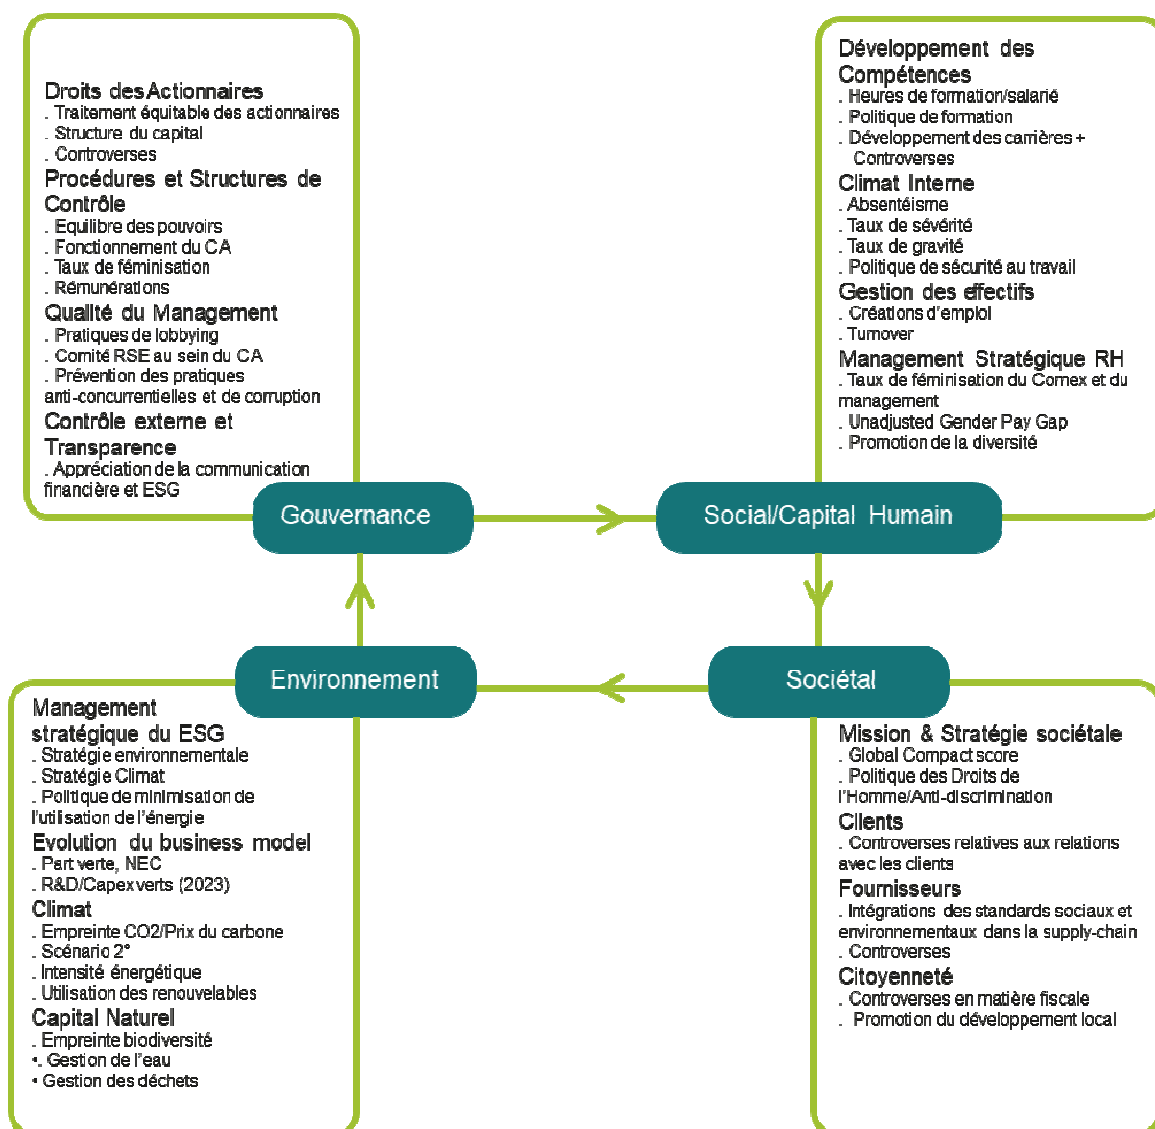 Droits des Actionnaires
. Traitement équitable des actionnaires
. Structure du capital
. Controverses
Procédures et Structures de
Contrôle
. Equilibre des pouvoirs
. Fonctionnement du CA
. Taux de féminisation
. Rémunérations
Qualité du Management
. Pratiques de lobbying
. Comité RSE au sein du CA
. Prévention des pratiques
anti-concurrentielles et de corruption
Contrôle externe et
Transparence
. Appréciation de la communication
financière et ESG
Gouvernance
Développement des
Compétences
. Heures de formation/salarié
. Politique de formation
. Développement des carrières +
Controverses
Climat Interne
. Absentéisme
. Taux de sévérité
. Taux de gravité
. Politique de sécurité au travail
Gestion des effectifs
. Créations d'emploi
. Turnover
Management Stratégique RH
. Taux de féminisation du Comex et du
management
. Unadjusted Gender Pay Gap
. Promotion de la diversité
Social/Capital Humain
Environnement
Management
stratégique du ESG
. Stratégie environnementale
. Stratégie Climat
. Politique de minimisation de
l'utilisation de l'énergie
Evolution du business model
. Part verte, NEC
. R&D/Capex verts (2023)
Climat
. Empreinte CO2/Prix du carbone
. Scénario 2°
. Intensité énergétique
. Utilisation des renouvelables
Capital Naturel
. Empreinte biodiversité
•. Gestion de l'eau
• Gestion des déchets
Sociétal
Mission & Stratégie sociétale
. Global Compact score
. Politique des Droits de
l'Homme/Anti-discrimination
Clients
. Controverses relatives aux relations
avec les clients
Fournisseurs
. Intégrations des standards sociaux et
environnementaux dans la supply-chain
. Controverses
Citoyenneté
. Controverses en matière fiscale
. Promotion du développement local